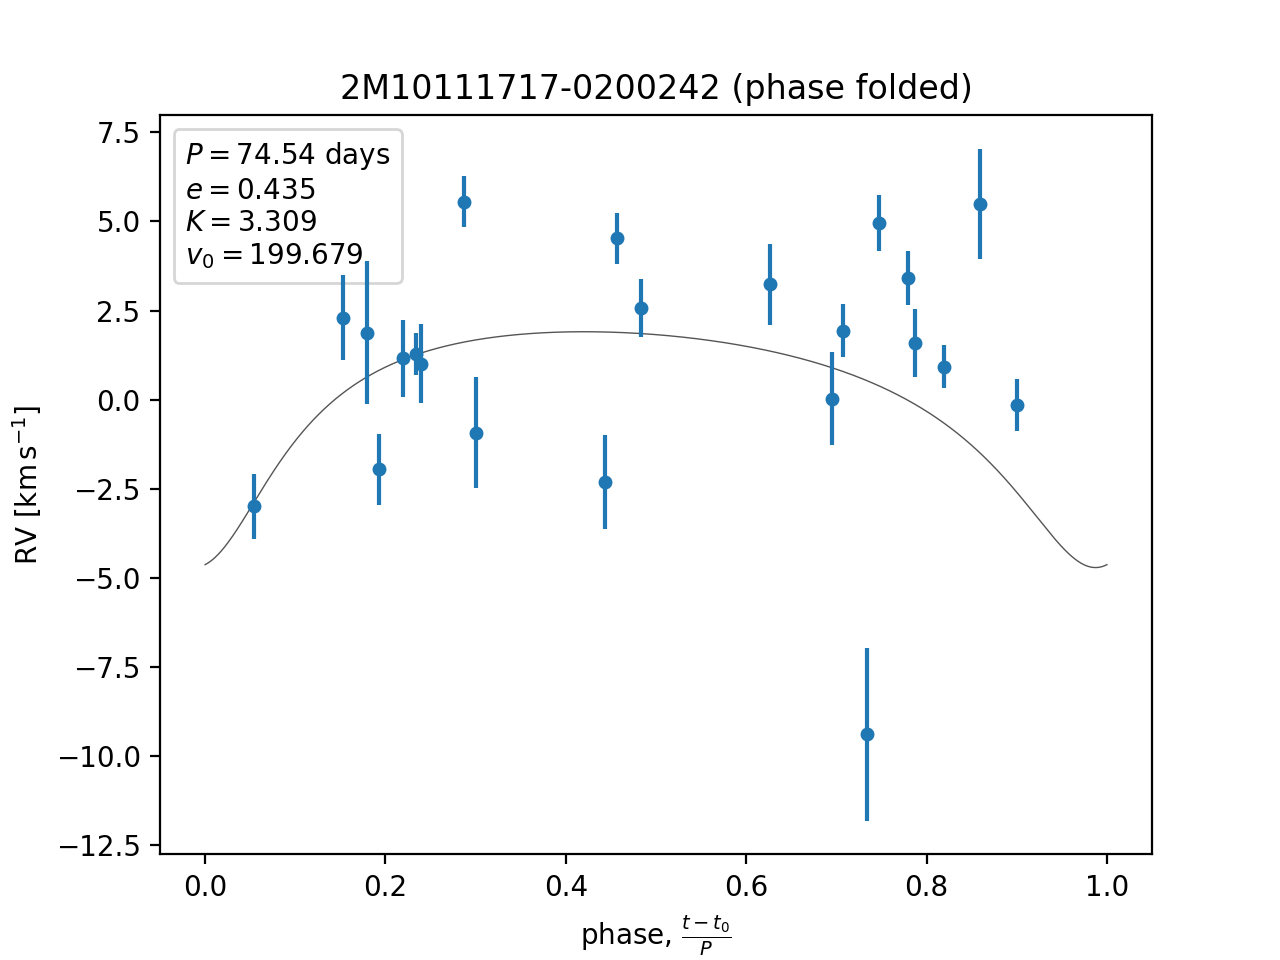 2M10111717-0200242 (phase folded)
P = 74.54 days
e = 0.435
K = 3.309
v₀ = 199.679
7.5
5.0
2.5
0.0
−2.5
−5.0
−7.5
−10.0
−12.5
RV [km s⁻¹]
0.0 0.2 0.4 0.6 0.8 1.0
phase, (t − t₀)/P